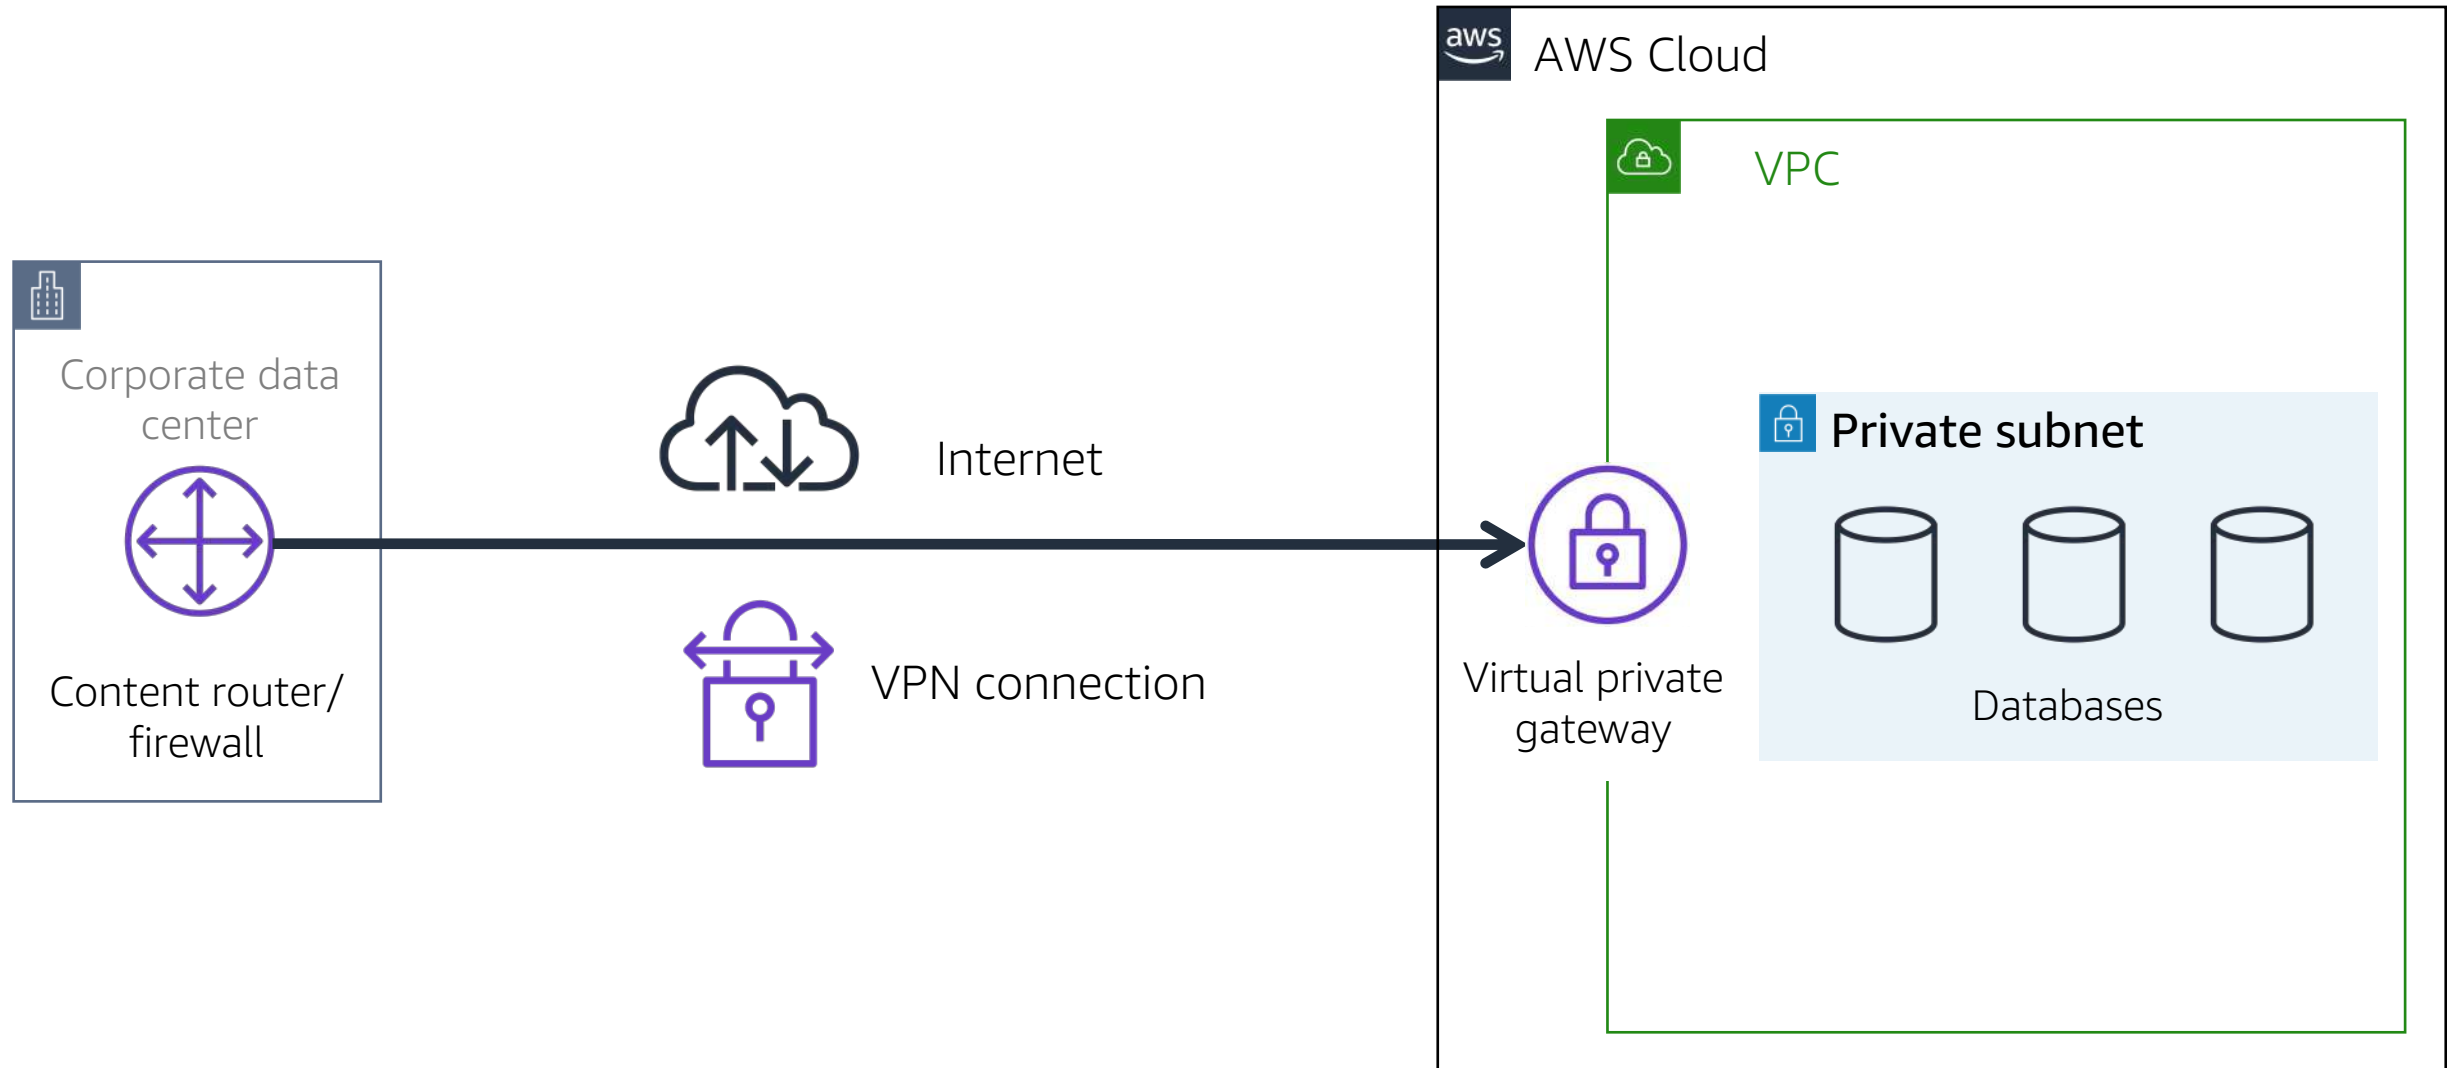 aws
AWS Cloud
VPC
Corporate data
center
Content router/
firewall
Internet
VPN connection
Virtual private
gateway
Private subnet
Databases